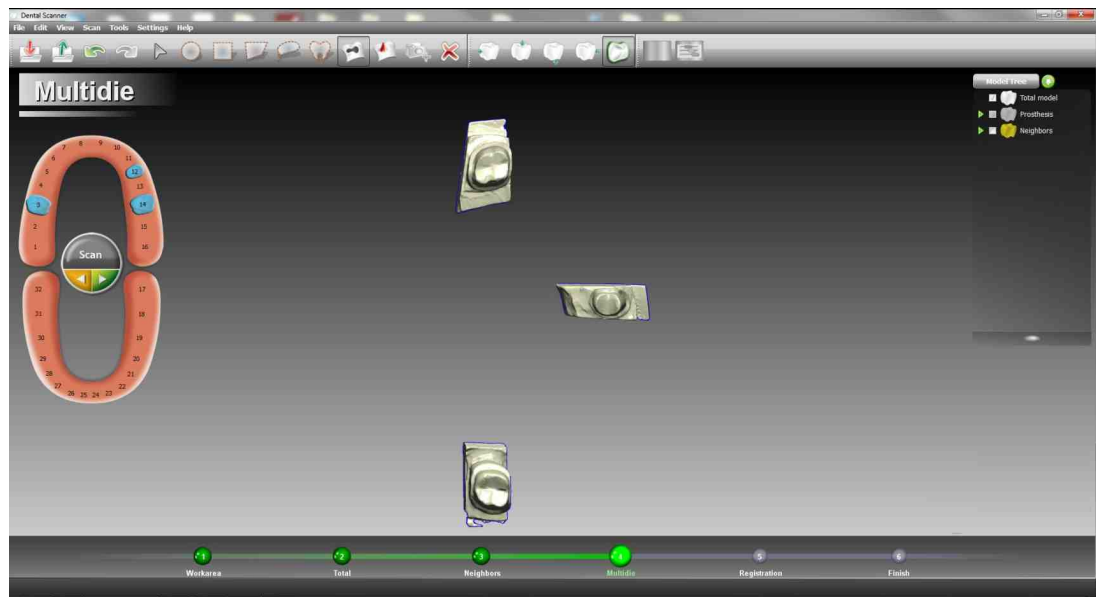 Dental Scanner
File Edit View Scan Tools Settings Help
Multidie
Model Tree
Total model
Prosthesis
Neighbors
7 8 9 10
6 11
5 12
4 13
3 14
2 15
1 16
Scan
32 17
31 18
30 19
29 20
28 21
27 22
26 25 24 23
1 2 3 4 5 6
Workarea Total Neighbors Multidie Registration Finish